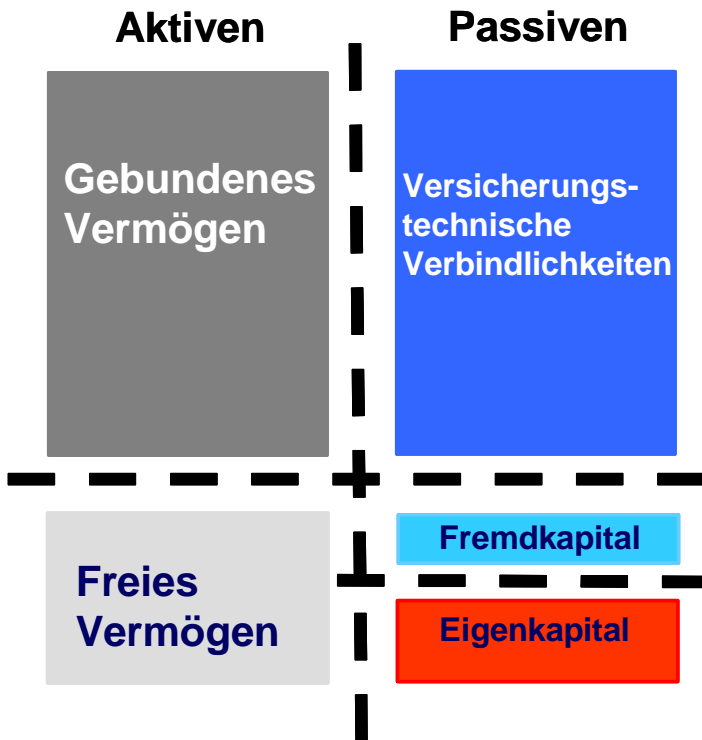 Aktiven
Passiven
Gebundenes
Vermögen
Versicherungs-
technische
Verbindlichkeiten
Freies
Vermögen
Fremdkapital
Eigenkapital